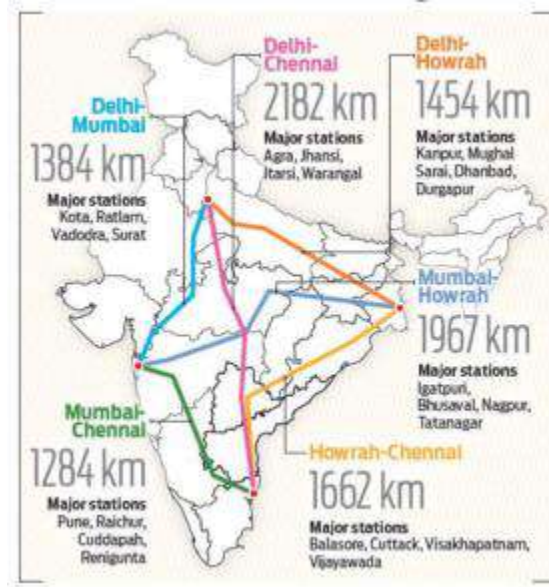 Delhi-
Mumbai
1384 km
Major stations
Kota, Ratlam,
Vadodra, Surat
Delhi-
Chennai
2182 km
Major stations
Agra, Jhansi,
Itarsi, Warangal
Delhi-
Howrah
1454 km
Major stations
Kanpur, Mughal
Sarai, Dhanbad,
Durgapur
Mumbai-
Howrah
1967 km
Major stations
Igatpuri,
Bhusaval, Nagpur,
Tatanagar
Mumbai-
Chennai
1284 km
Major stations
Pune, Raichur,
Cuddapah,
Renigunta
Howrah-Chennai
1662 km
Major stations
Balasore, Cuttack, Visakhapatnam,
Vijayawada